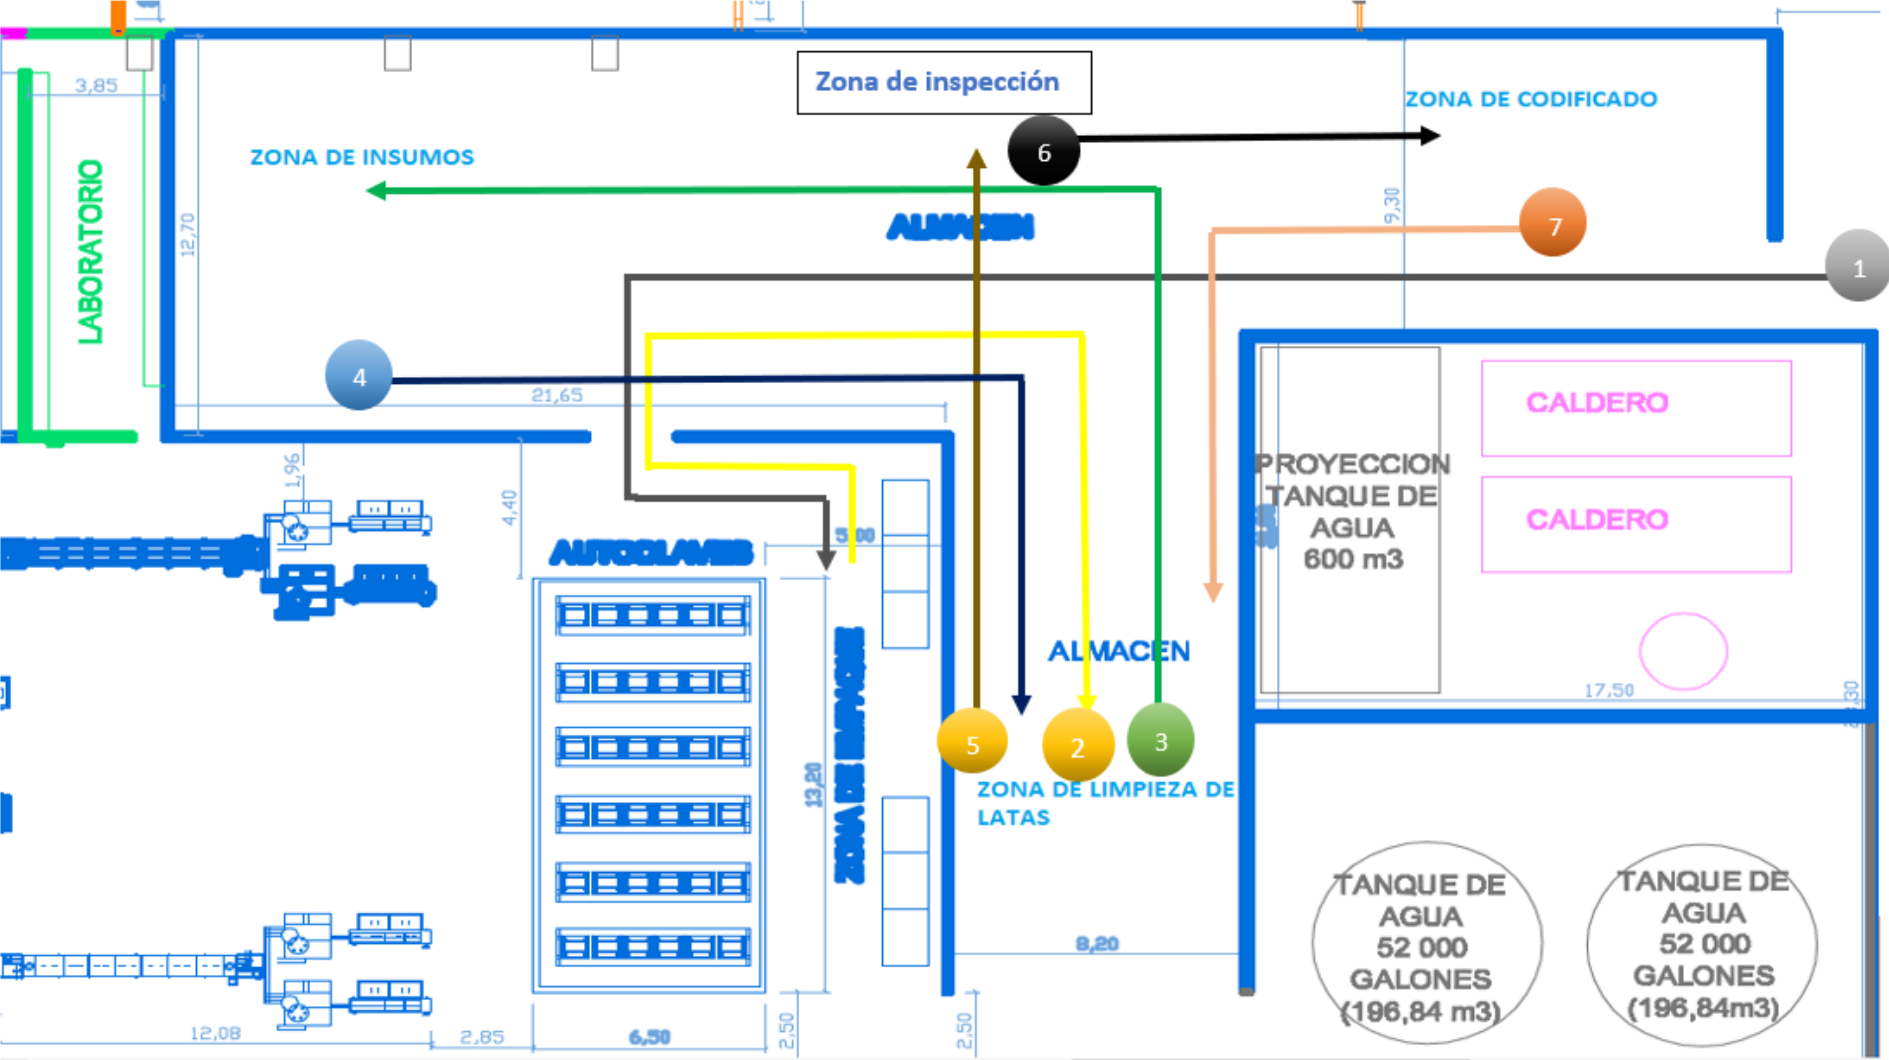 3,85
Zona de inspección
ZONA DE CODIFICADO
6
ZONA DE INSUMOS
LABORATORIO
12,70
9,30
ALMACEN
7
1
4
21,65
CALDERO
1,96
4,40
PROYECCION
TANQUE DE
AGUA
600 m3
CALDERO
AUTOCLAVES
5,00
ALMACEN
17,50
5
2
3
13,20
ZONA DE LIMPIEZA DE
LATAS
TANQUE DE
AGUA
52 000
GALONES
(196,84 m3)
TANQUE DE
AGUA
52 000
GALONES
(196,84m3)
8,20
12,08
2,85
6,50
2,50
2,50